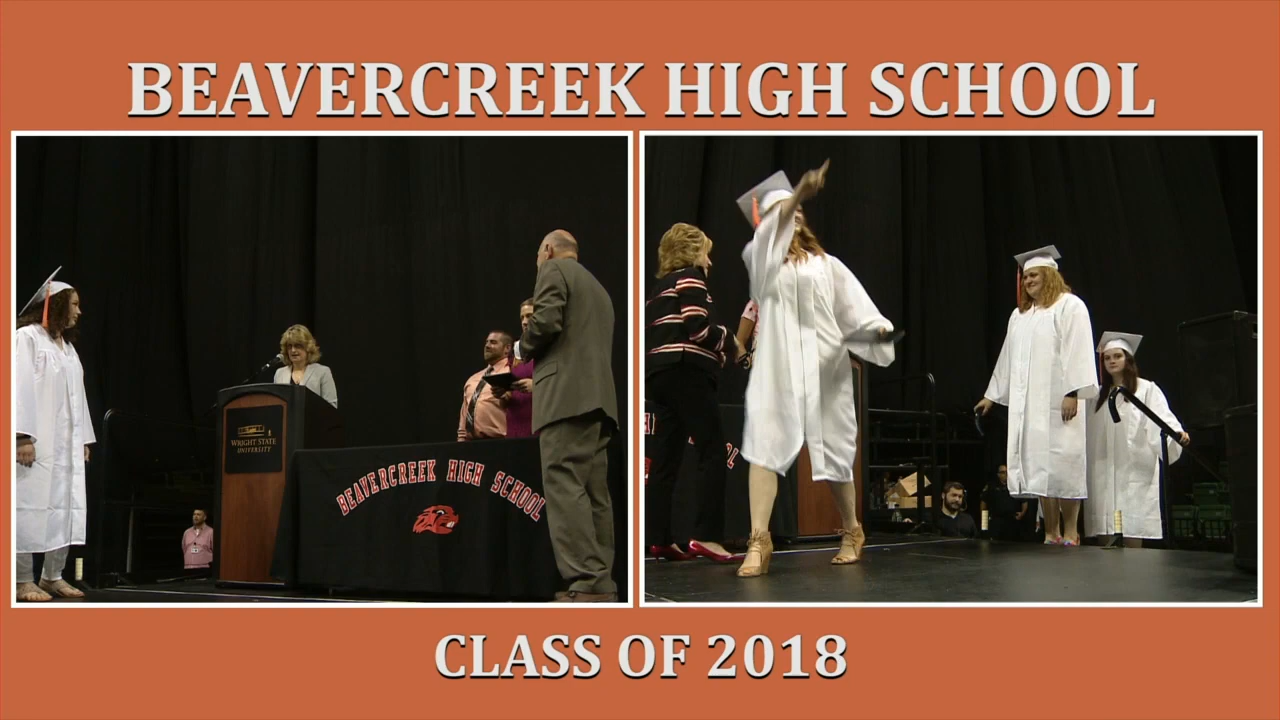 BEAVERCREEK HIGH SCHOOL
WRIGHT STATE
UNIVERSITY
BEAVERCREEK HIGH SCHOOL
CLASS OF 2018